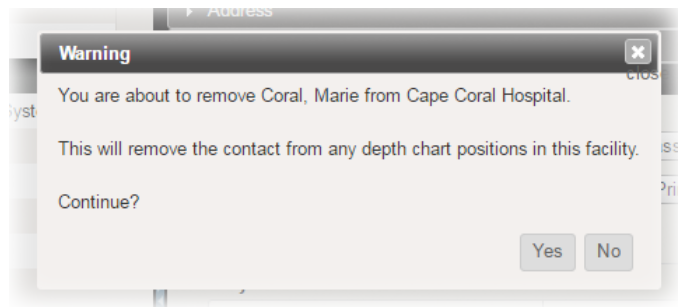 Address
Warning
close
You are about to remove Coral, Marie from Cape Coral Hospital.
This will remove the contact from any depth chart positions in this facility.
Continue?
Yes No